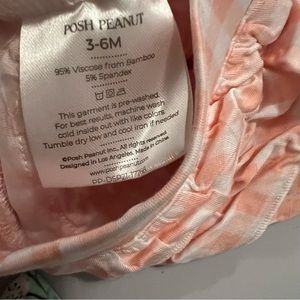 POSH PEANUT
3-6M
95% Viscose from Bamboo
5% Spandex
This garment is pre-washed.
For best results, machine wash
cold inside out with like colors.
Tumble dry low and cool iron if needed
©Posh Peanut Inc. All rights reserved.
Designed in Los Angeles. Made in China.
poshpeanut.com